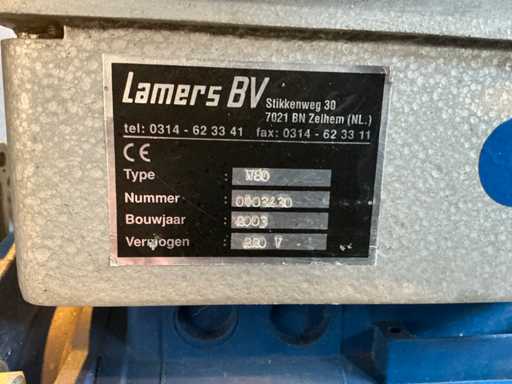 Lamers BV
Stikkenweg 30
7021 BN Zelhem (NL.)
tel: 0314 - 62 33 41 fax: 0314 - 62 33 11
CE
Type :
Nummer :
Bouwjaar : 2003
Vermogen : V